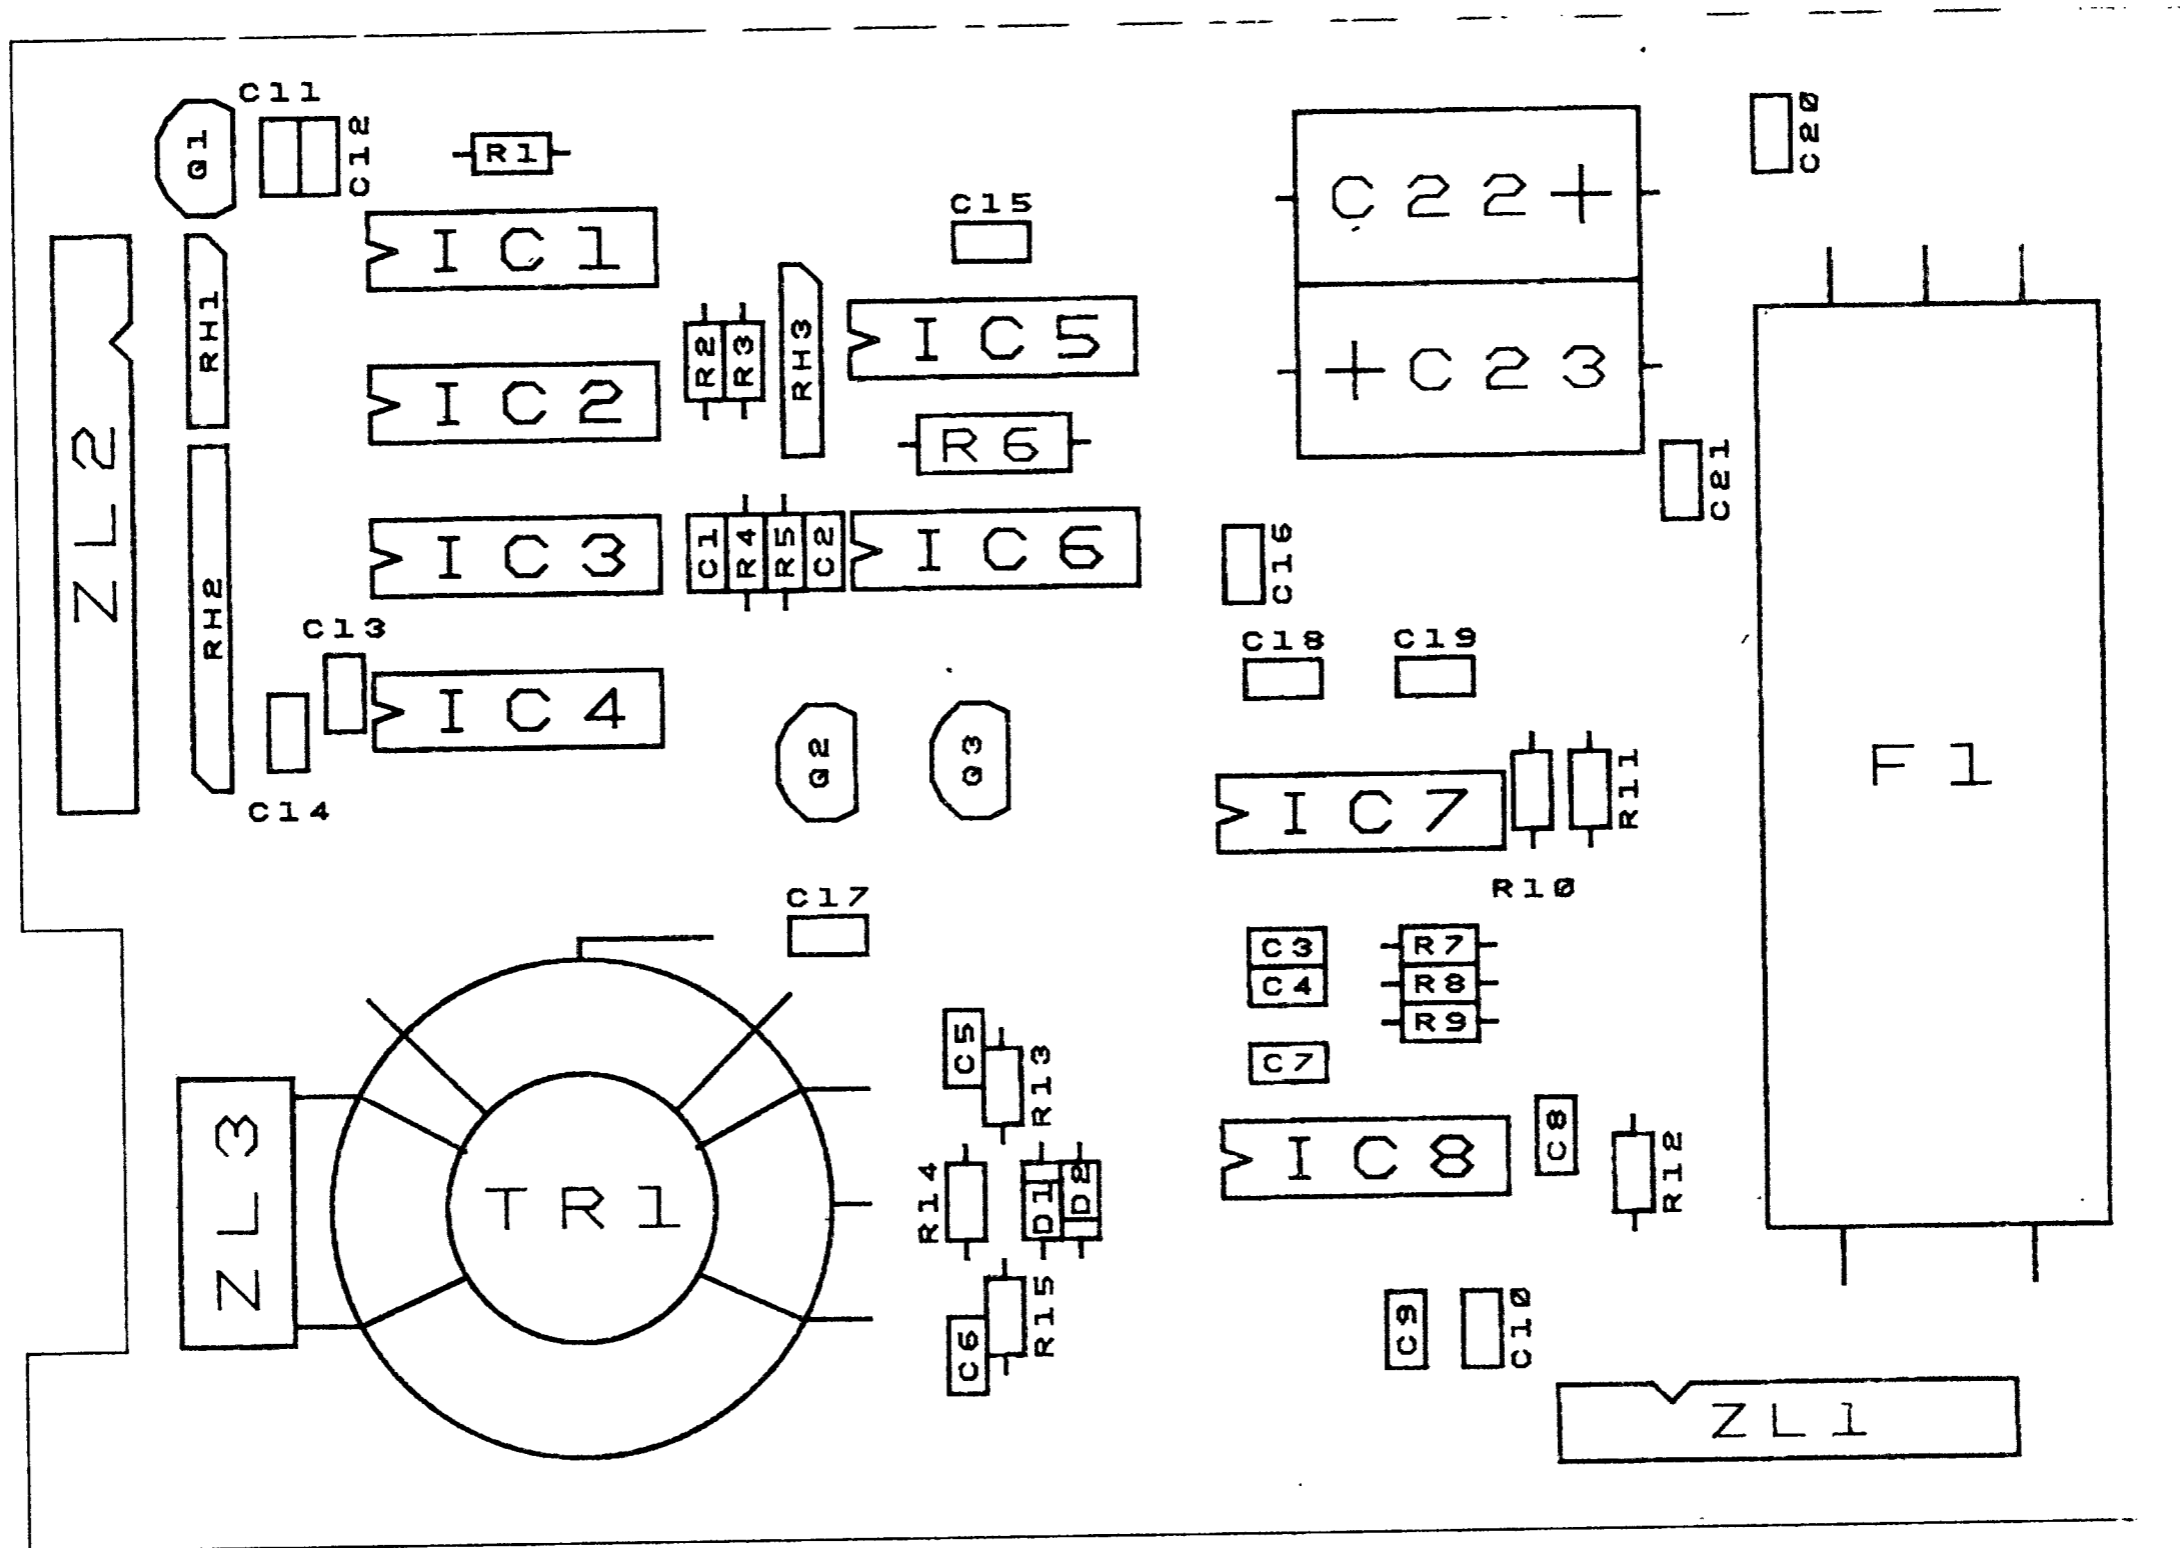 C11
Q1
C12
R1
C20
C22+
C15
IC1
RH1
R2
R3
RH3
IC5
+C23
IC2
R6
ZL2
C21
IC3
C1
R4
R5
C2
IC6
C16
RH2
C13
C18
C19
IC4
Q2
Q3
F1
C14
IC7
R11
R10
C17
C3
R7
C4
R8
R9
C5
R13
C7
ZL3
TR1
R14
D1
D2
IC8
C8
R12
C6
R15
C9
C10
ZL1